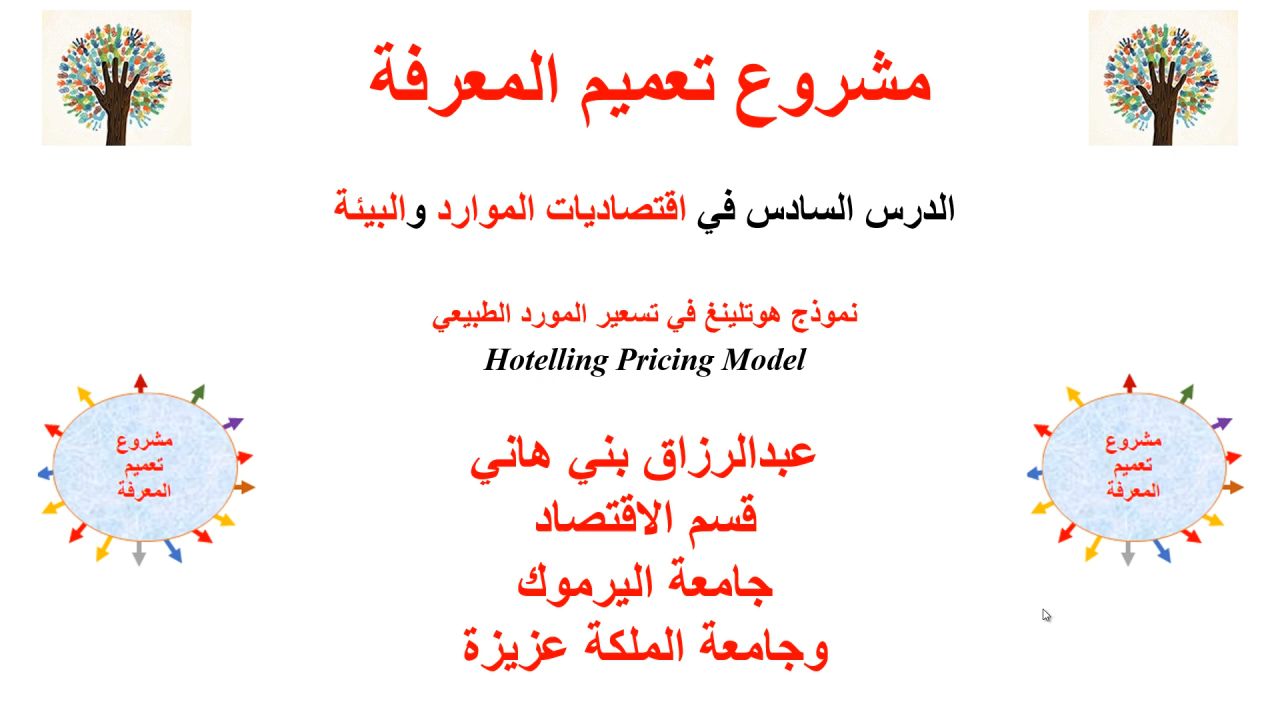 مشروع تعميم المعرفة
الدرس السادس في اقتصاديات الموارد والبيئة
نموذج هوتلينغ في تسعير المورد الطبيعي
Hotelling Pricing Model
مشروع
تعميم
المعرفة
مشروع
تعميم
المعرفة
عبدالرزاق بني هاني
قسم الاقتصاد
جامعة اليرموك
وجامعة الملكة عزيزة